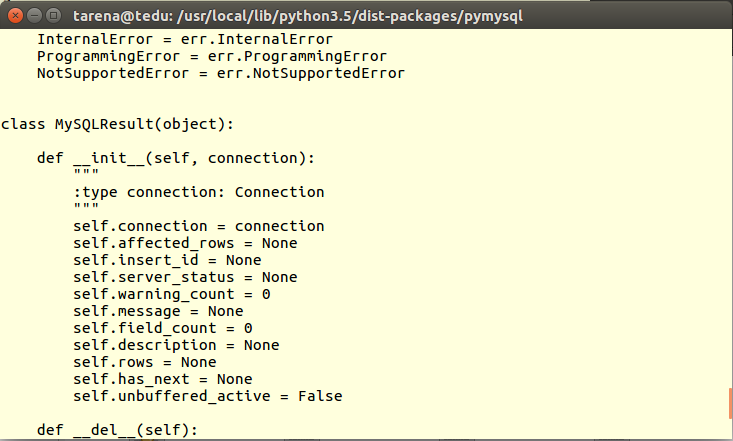 tarena@tedu: /usr/local/lib/python3.5/dist-packages/pymysql
    InternalError = err.InternalError
    ProgrammingError = err.ProgrammingError
    NotSupportedError = err.NotSupportedError
class MySQLResult(object):
    def __init__(self, connection):
        """
        :type connection: Connection
        """
        self.connection = connection
        self.affected_rows = None
        self.insert_id = None
        self.server_status = None
        self.warning_count = 0
        self.message = None
        self.field_count = 0
        self.description = None
        self.rows = None
        self.has_next = None
        self.unbuffered_active = False
    def __del__(self):